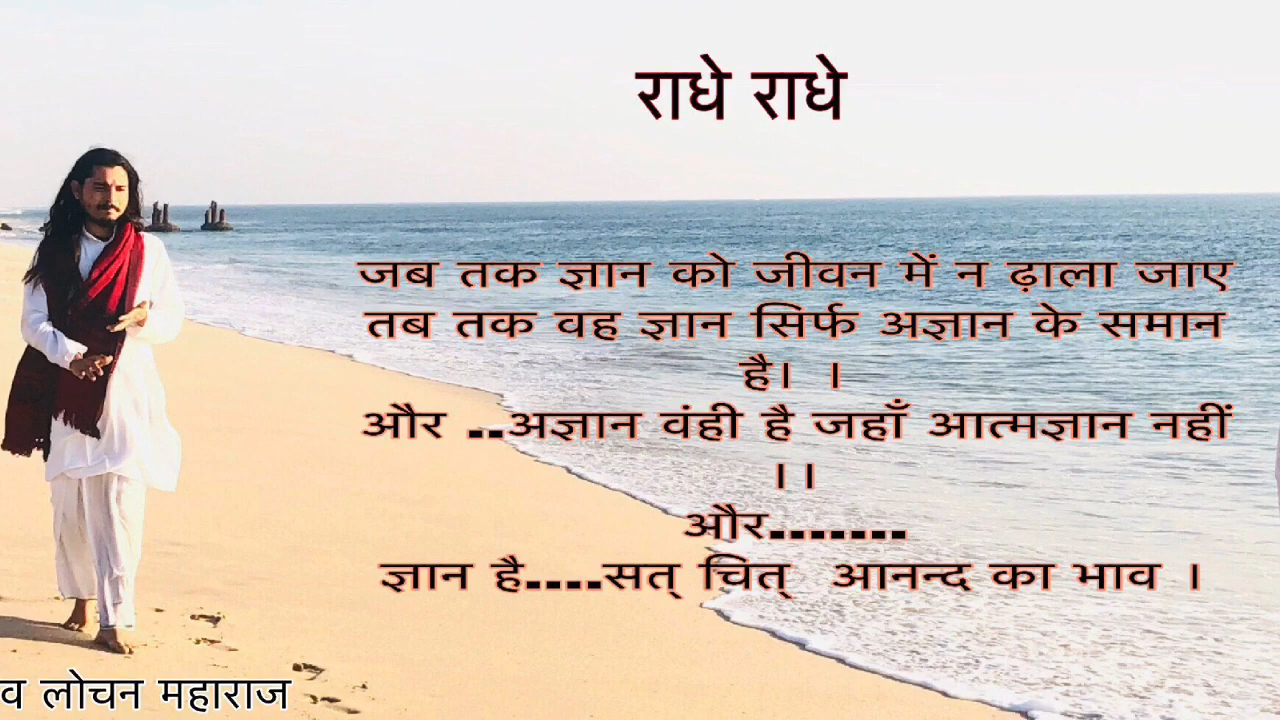 राधे राधे
जब तक ज्ञान को जीवन में न ढ़ाला जाए
तब तक वह ज्ञान सिर्फ अज्ञान के समान
है। ।
और ..अज्ञान वंही है जहाँ आत्मज्ञान नहीं
।।
और.......
ज्ञान है....सत् चित् आनन्द का भाव ।
व लोचन महाराज